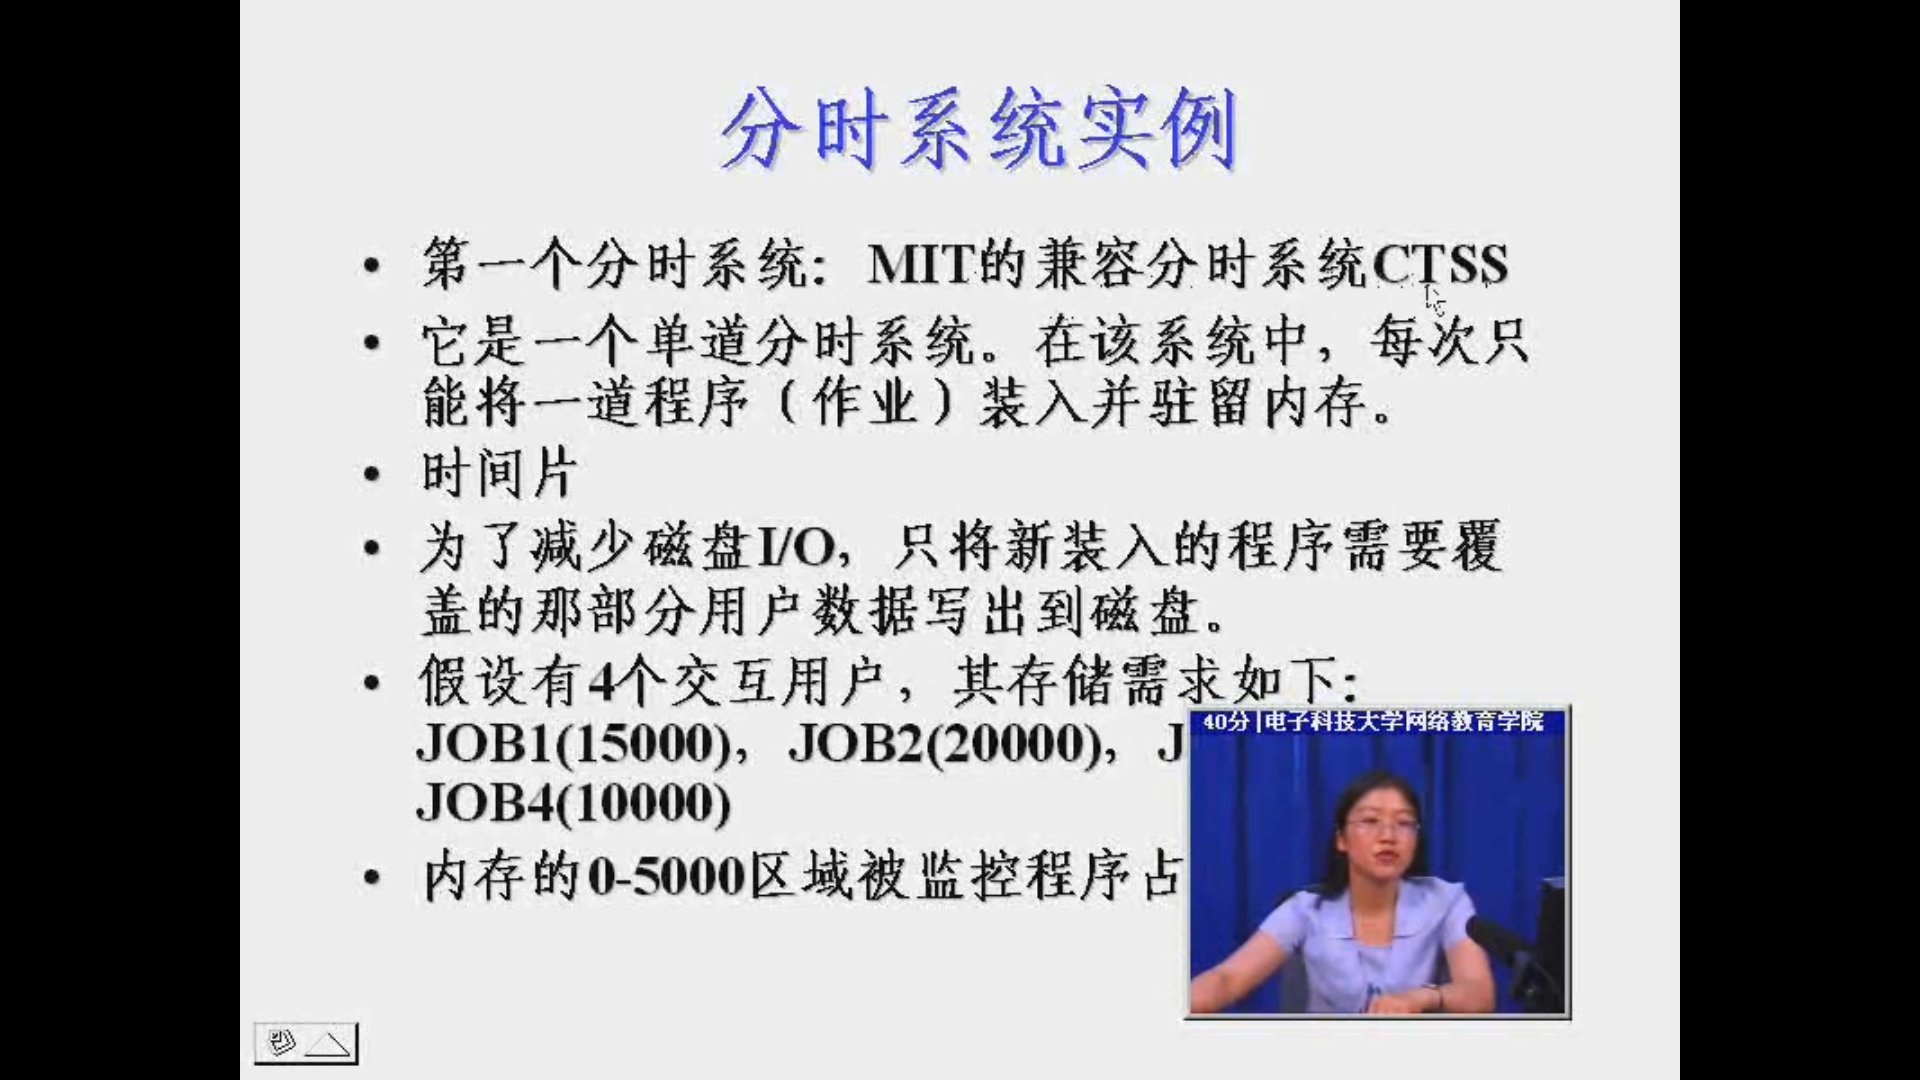 分时系统实例
• 第一个分时系统：MIT的兼容分时系统CTSS
• 它是一个单道分时系统。在该系统中，每次只
能将一道程序（作业）装入并驻留内存。
• 时间片
• 为了减少磁盘I/O，只将新装入的程序需要覆
盖的那部分用户数据写出到磁盘。
• 假设有4个交互用户，其存储需求如下：
JOB1(15000)，JOB2(20000)，J
JOB4(10000)
• 内存的0-5000区域被监控程序占
40分|电子科技大学网络教育学院